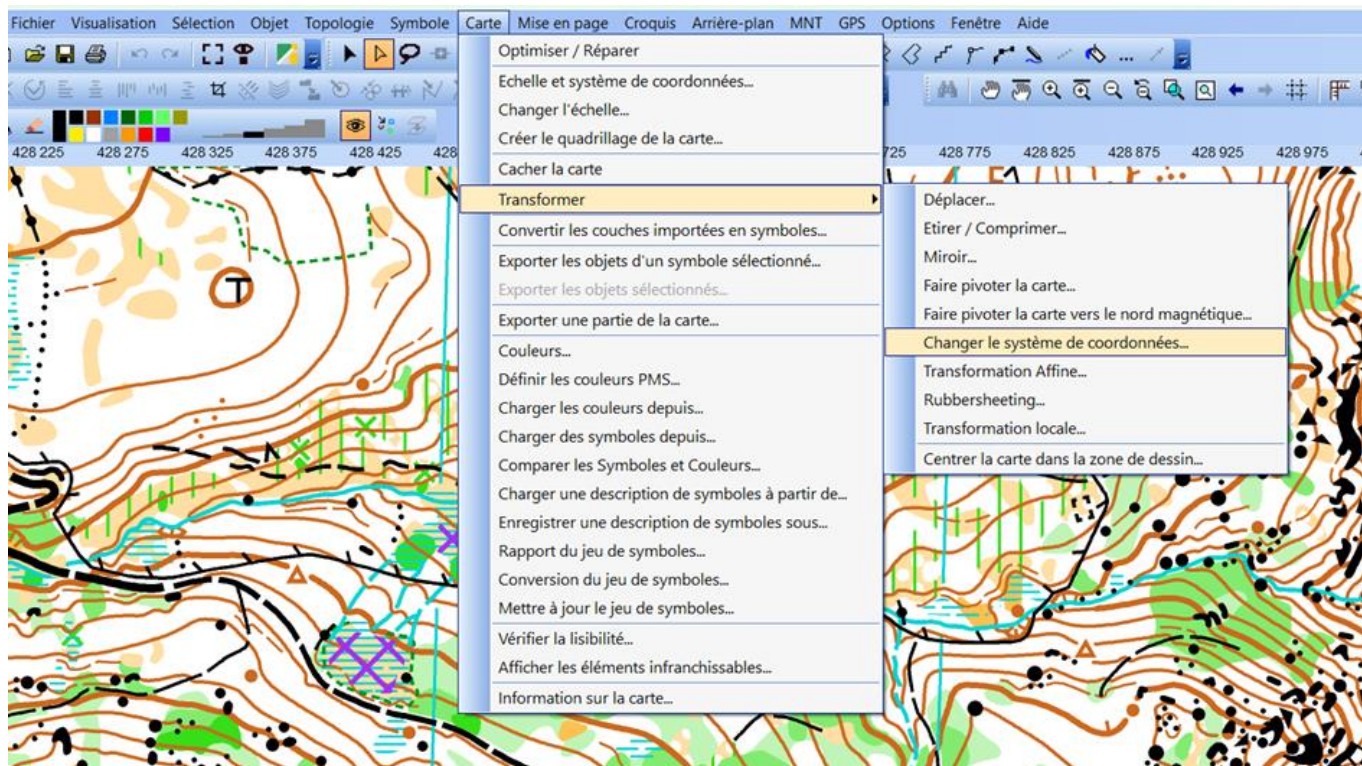 Fichier Visualisation Sélection Objet Topologie Symbole Carte Mise en page Croquis Arrière-plan MNT GPS Options Fenêtre Aide
428 225 428 275 428 325 428 375 428 425 428
725 428 775 428 825 428 875 428 925 428 975
Optimiser / Réparer
Echelle et système de coordonnées...
Changer l'échelle...
Créer le quadrillage de la carte...
Cacher la carte
Transformer
Convertir les couches importées en symboles...
Exporter les objets d'un symbole sélectionné...
Exporter les objets sélectionnés...
Exporter une partie de la carte...
Couleurs...
Définir les couleurs PMS...
Charger les couleurs depuis...
Charger des symboles depuis...
Comparer les Symboles et Couleurs...
Charger une description de symboles à partir de...
Enregistrer une description de symboles sous...
Rapport du jeu de symboles...
Conversion du jeu de symboles...
Mettre à jour le jeu de symboles...
Vérifier la lisibilité...
Afficher les éléments infranchissables...
Information sur la carte...
Déplacer...
Etirer / Comprimer...
Miroir...
Faire pivoter la carte...
Faire pivoter la carte vers le nord magnétique...
Changer le système de coordonnées...
Transformation Affine...
Rubbersheeting...
Transformation locale...
Centrer la carte dans la zone de dessin...